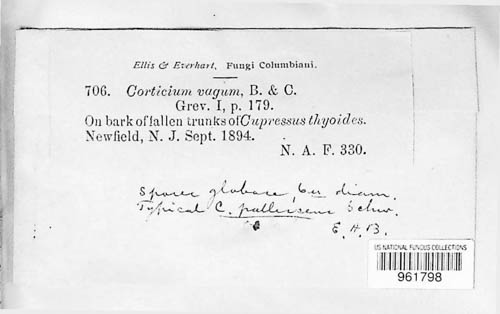 Ellis & Everhart, Fungi Columbiani.
706. Corticium vagum, B. & C.
Grev. I, p. 179.
On bark of fallen trunks of Cupressus thyoides.
Newfield, N. J. Sept. 1894.
N. A. F. 330.
Spores globose, 6u diam.
Typical C. pallescens Schw.
E. A. B.
US NATIONAL FUNGUS COLLECTIONS
961798